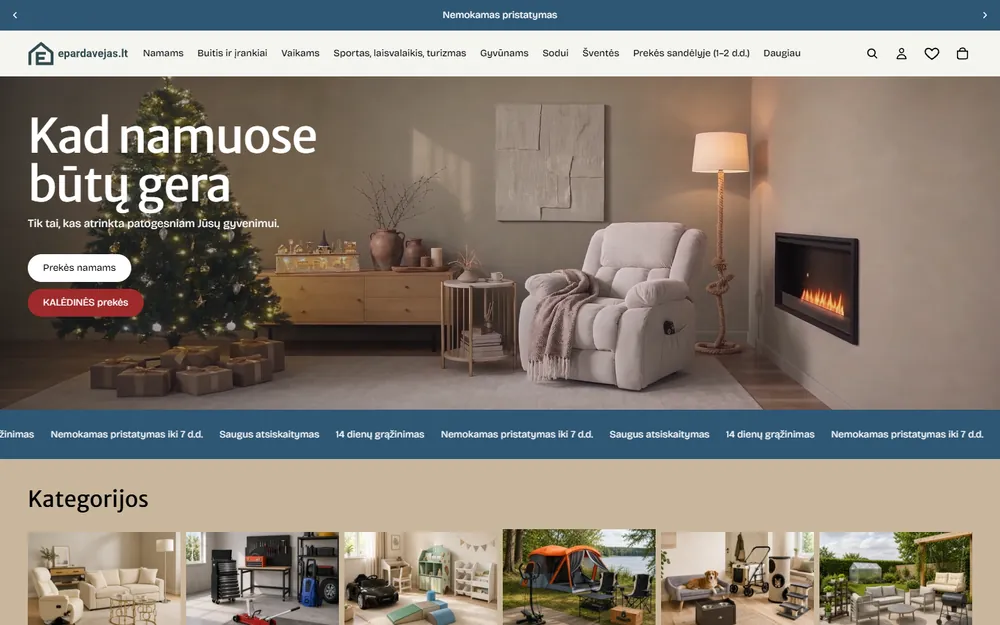 Nemokamas pristatymas
epardavejas.lt
Namams
Buitis ir įrankiai
Vaikams
Sportas, laisvalaikis, turizmas
Gyvūnams
Sodui
Šventės
Prekės sandėlyje (1–2 d.d.)
Daugiau
Kad namuose
būtų gera
Tik tai, kas atrinkta patogesniam Jūsų gyvenimui.
Prekės namams
KALĖDINĖS prekės
žinimas Nemokamas pristatymas iki 7 d.d. Saugus atsiskaitymas 14 dienų grąžinimas Nemokamas pristatymas iki 7 d.d. Saugus atsiskaitymas 14 dienų grąžinimas Nemokamas pristatymas iki 7 d.d.
Kategorijos